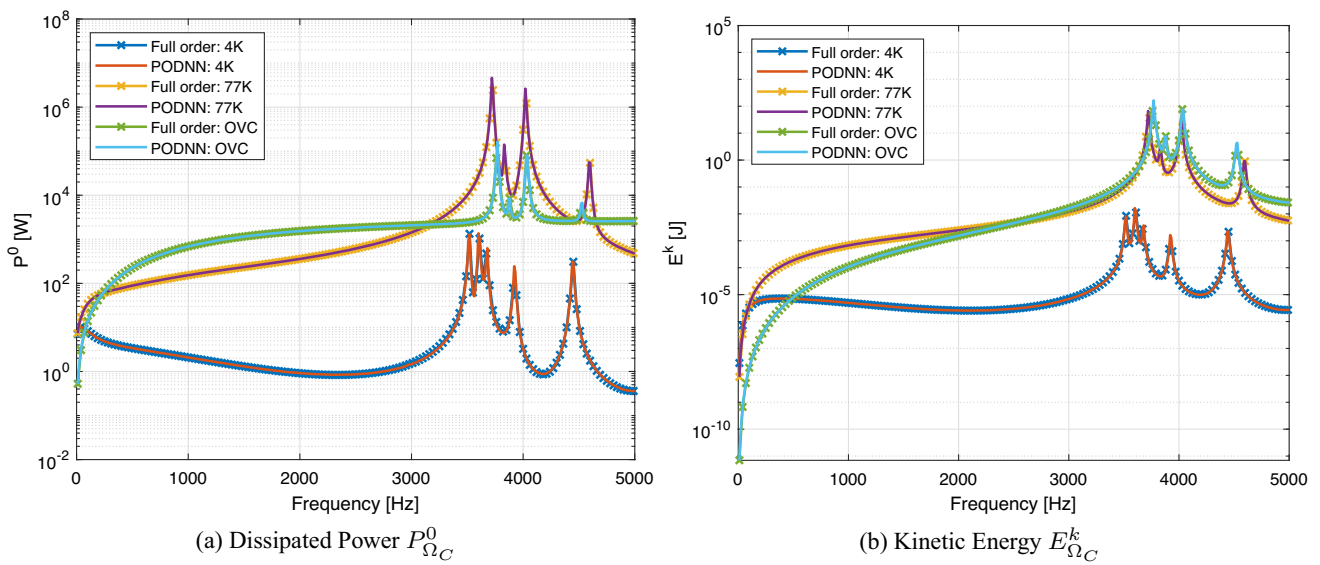 10^8
10^6
10^4
10^2
10^0
10^-2
P^0 [W]
Full order: 4K
PODNN: 4K
Full order: 77K
PODNN: 77K
Full order: OVC
PODNN: OVC
0 1000 2000 3000 4000 5000
Frequency [Hz]
(a) Dissipated Power P^0_{Ω_C}
10^5
10^0
10^-5
10^-10
E^k [J]
Full order: 4K
PODNN: 4K
Full order: 77K
PODNN: 77K
Full order: OVC
PODNN: OVC
0 1000 2000 3000 4000 5000
Frequency [Hz]
(b) Kinetic Energy E^k_{Ω_C}